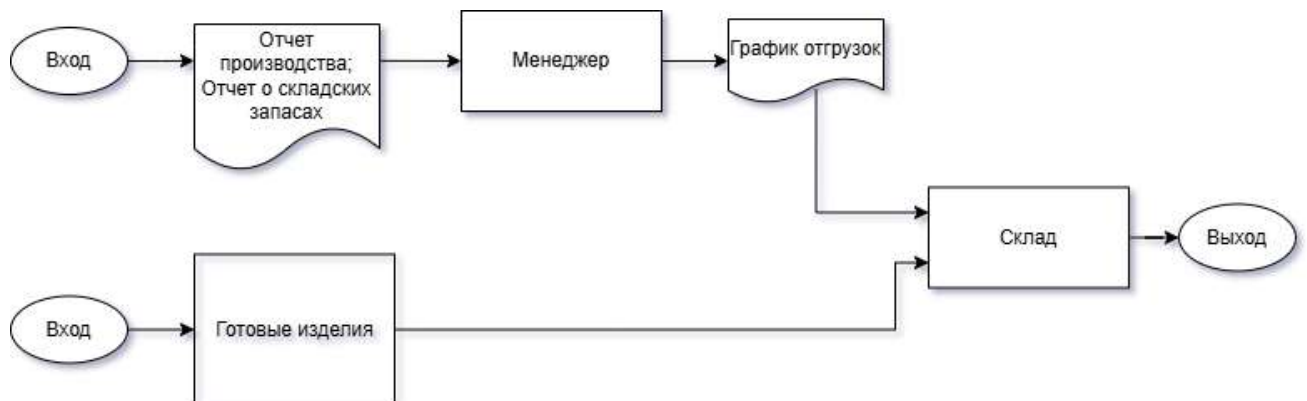 Вход
Отчет
производства;
Отчет о складских
запасах
Менеджер
График отгрузок
Склад
Выход
Вход
Готовые изделия